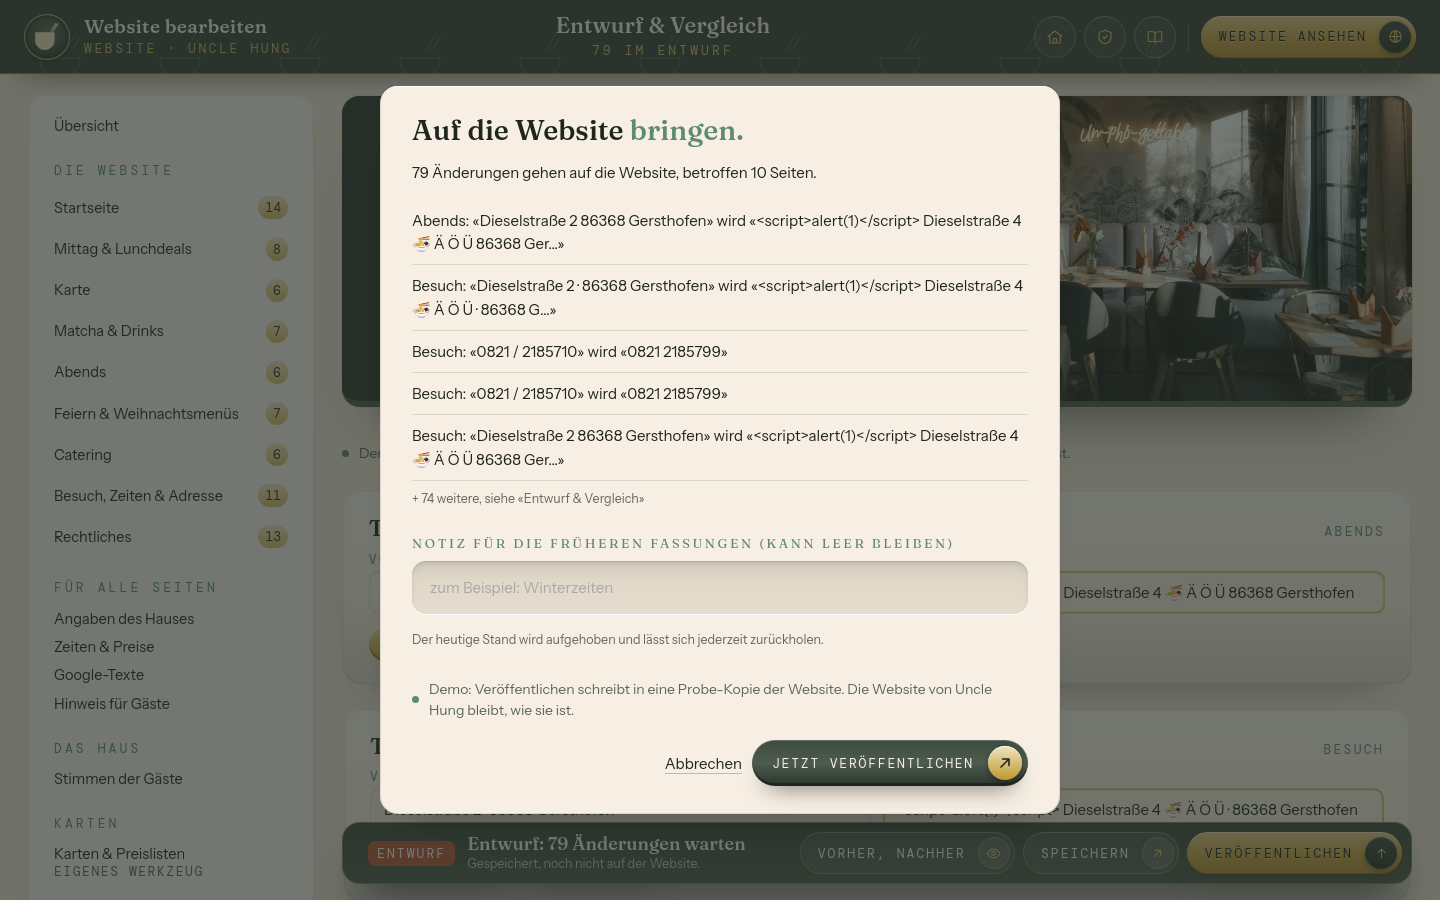 Website bearbeiten
WEBSITE · UNCLE HUNG
Entwurf & Vergleich
79 IM ENTWURF
WEBSITE ANSEHEN
Übersicht
DIE WEBSITE
Startseite 14
Mittag & Lunchdeals 8
Karte 6
Matcha & Drinks 7
Abends 6
Feiern & Weihnachtsmenüs 7
Catering 6
Besuch, Zeiten & Adresse 11
Rechtliches 13
FÜR ALLE SEITEN
Angaben des Hauses
Zeiten & Preise
Google-Texte
Hinweis für Gäste
DAS HAUS
Stimmen der Gäste
KARTEN
Karten & Preislisten
EIGENES WERKZEUG
Auf die Website bringen.
79 Änderungen gehen auf die Website, betroffen 10 Seiten.
Abends: «Dieselstraße 2 86368 Gersthofen» wird «<script>alert(1)</script> Dieselstraße 4
🍜 Ä Ö Ü 86368 Ger…»
Besuch: «Dieselstraße 2 · 86368 Gersthofen» wird «<script>alert(1)</script> Dieselstraße 4
🍜 Ä Ö Ü · 86368 G…»
Besuch: «0821 / 2185710» wird «0821 2185799»
Besuch: «0821 / 2185710» wird «0821 2185799»
Besuch: «Dieselstraße 2 86368 Gersthofen» wird «<script>alert(1)</script> Dieselstraße 4
🍜 Ä Ö Ü 86368 Ger…»
+ 74 weitere, siehe «Entwurf & Vergleich»
NOTIZ FÜR DIE FRÜHEREN FASSUNGEN (KANN LEER BLEIBEN)
zum Beispiel: Winterzeiten
Der heutige Stand wird aufgehoben und lässt sich jederzeit zurückholen.
Demo: Veröffentlichen schreibt in eine Probe-Kopie der Website. Die Website von Uncle
Hung bleibt, wie sie ist.
Abbrechen
JETZT VERÖFFENTLICHEN
ABENDS
Dieselstraße 4 🍜 Ä Ö Ü 86368 Gersthofen
BESUCH
Dieselstraße 4 🍜 Ä Ö Ü · 86368 Gersthofen
ENTWURF
Entwurf: 79 Änderungen warten
Gespeichert, noch nicht auf der Website.
VORHER, NACHHER
SPEICHERN
VERÖFFENTLICHEN